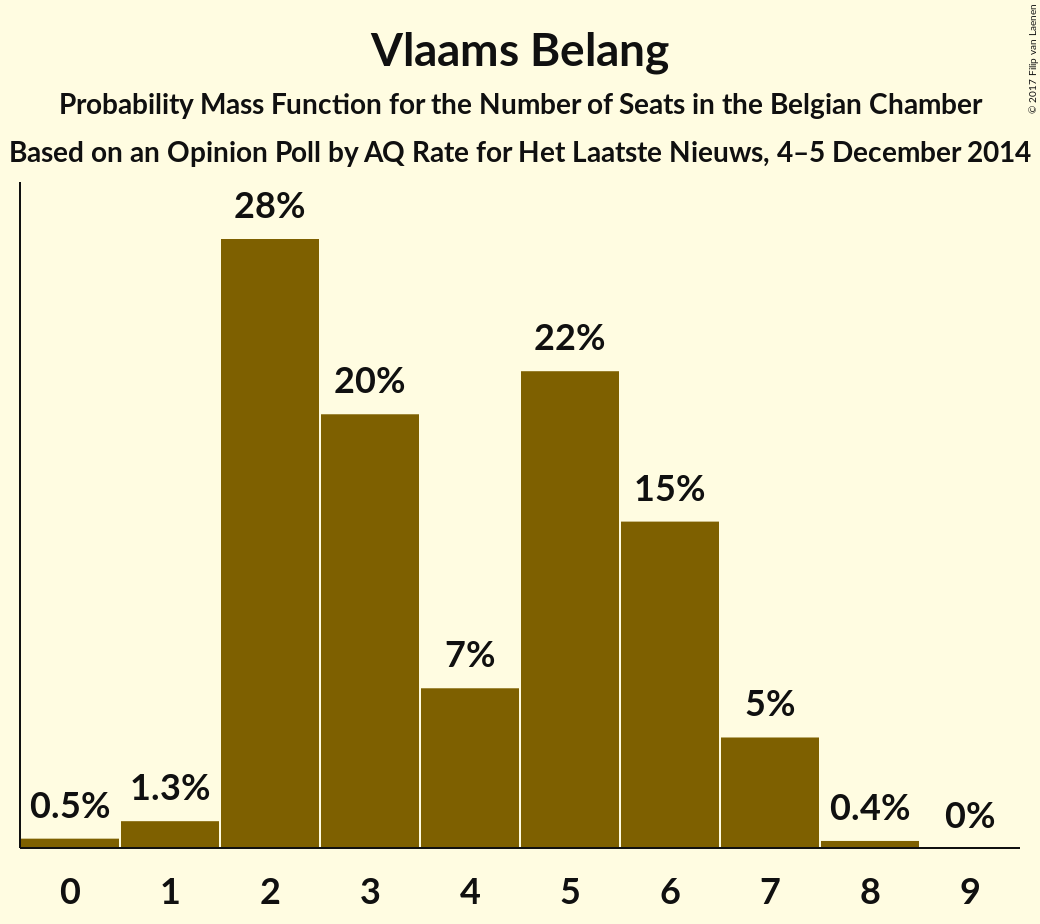 Vlaams Belang
Probability Mass Function for the Number of Seats in the Belgian Chamber
Based on an Opinion Poll by AQ Rate for Het Laatste Nieuws, 4–5 December 2014
© 2017 Filip van Laenen
28%
22%
20%
15%
7%
5%
1.3%
0.5%
0.4%
0%
0 1 2 3 4 5 6 7 8 9